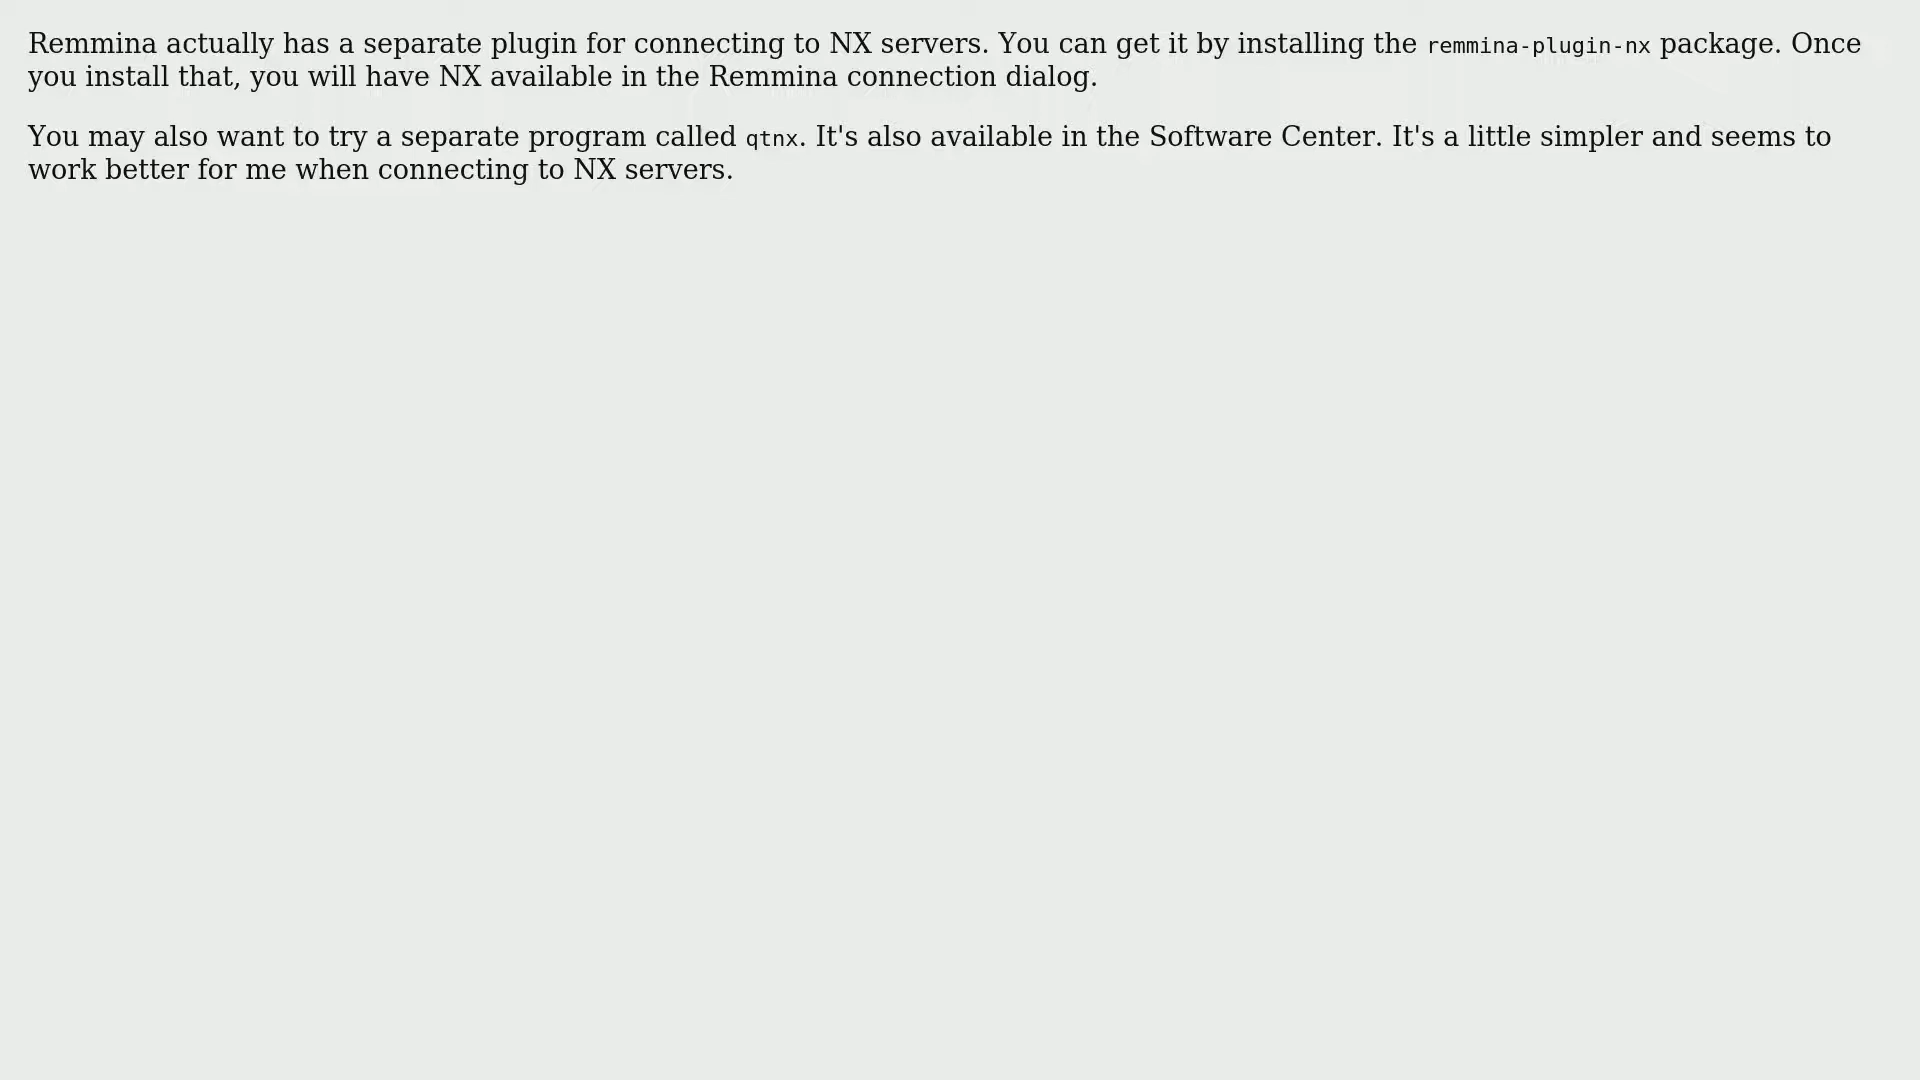 Remmina actually has a separate plugin for connecting to NX servers. You can get it by installing the remmina-plugin-nx package. Once
you install that, you will have NX available in the Remmina connection dialog.
You may also want to try a separate program called qtnx. It's also available in the Software Center. It's a little simpler and seems to
work better for me when connecting to NX servers.